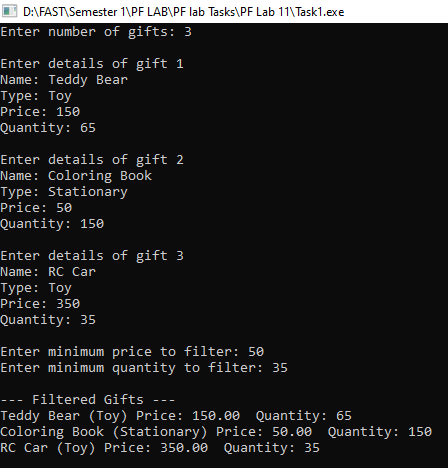 D:\FAST\Semester 1\PF LAB\PF lab Tasks\PF Lab 11\Task1.exe
Enter number of gifts: 3
Enter details of gift 1
Name: Teddy Bear
Type: Toy
Price: 150
Quantity: 65
Enter details of gift 2
Name: Coloring Book
Type: Stationary
Price: 50
Quantity: 150
Enter details of gift 3
Name: RC Car
Type: Toy
Price: 350
Quantity: 35
Enter minimum price to filter: 50
Enter minimum quantity to filter: 35
--- Filtered Gifts ---
Teddy Bear (Toy) Price: 150.00  Quantity: 65
Coloring Book (Stationary) Price: 50.00  Quantity: 150
RC Car (Toy) Price: 350.00  Quantity: 35